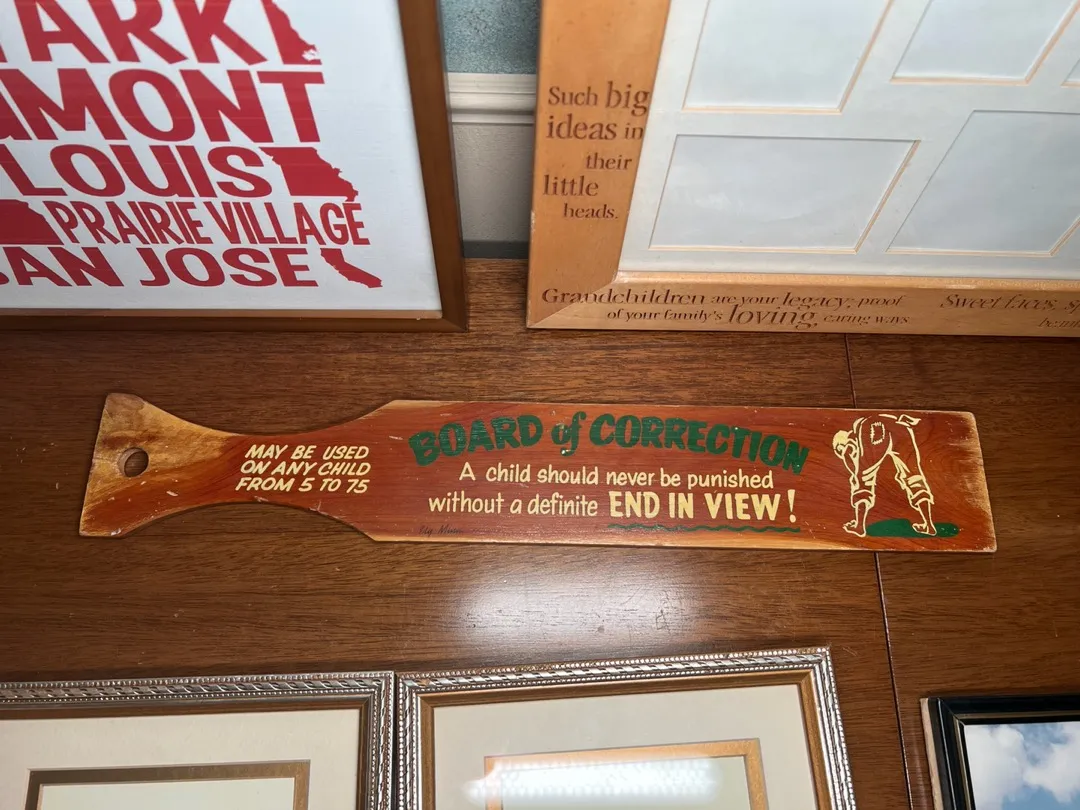 TARKI
MONT
LOUIS
PRAIRIE VILLAGE
SAN JOSE
Such big
ideas in
their
little
heads.
Grandchildren are your legacy; proof
of your family's loving, caring ways
Sweet faces,
MAY BE USED
ON ANY CHILD
FROM 5 TO 75
BOARD of CORRECTION
A child should never be punished
without a definite END IN VIEW!